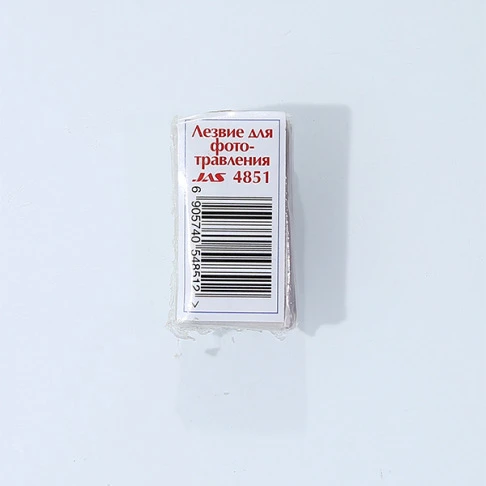 Лезвие для
фото-
травления
JAS 4851
6 905740 548512 >